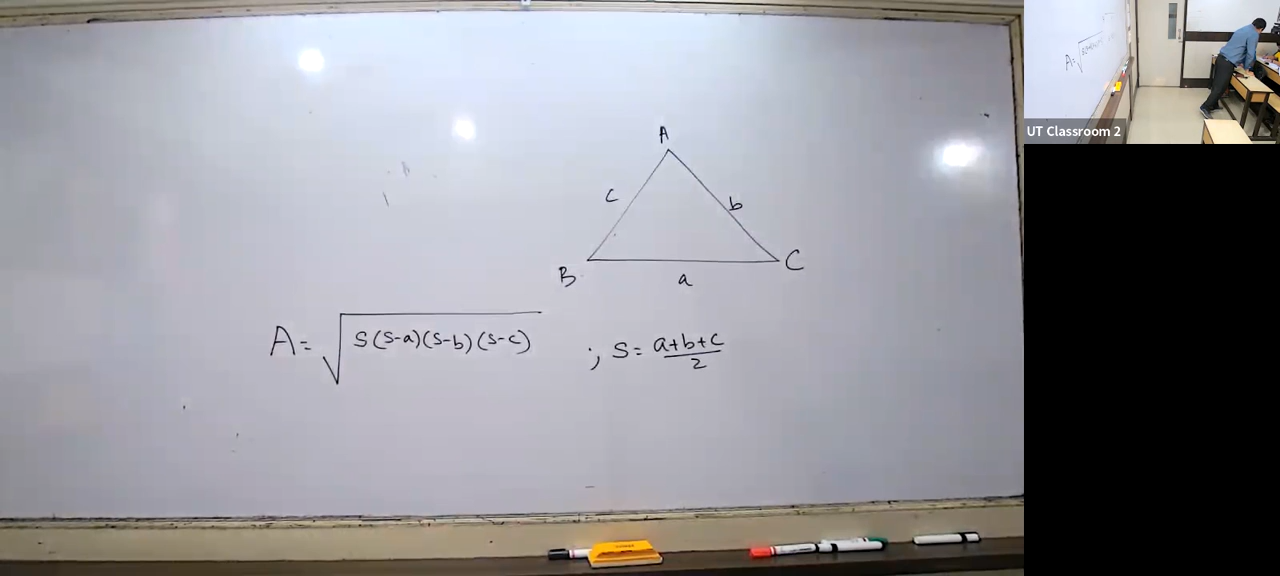 A
c
b
B
C
a
A = √s(s-a)(s-b)(s-c) ; s = a+b+c/2
A = √
UT Classroom 2